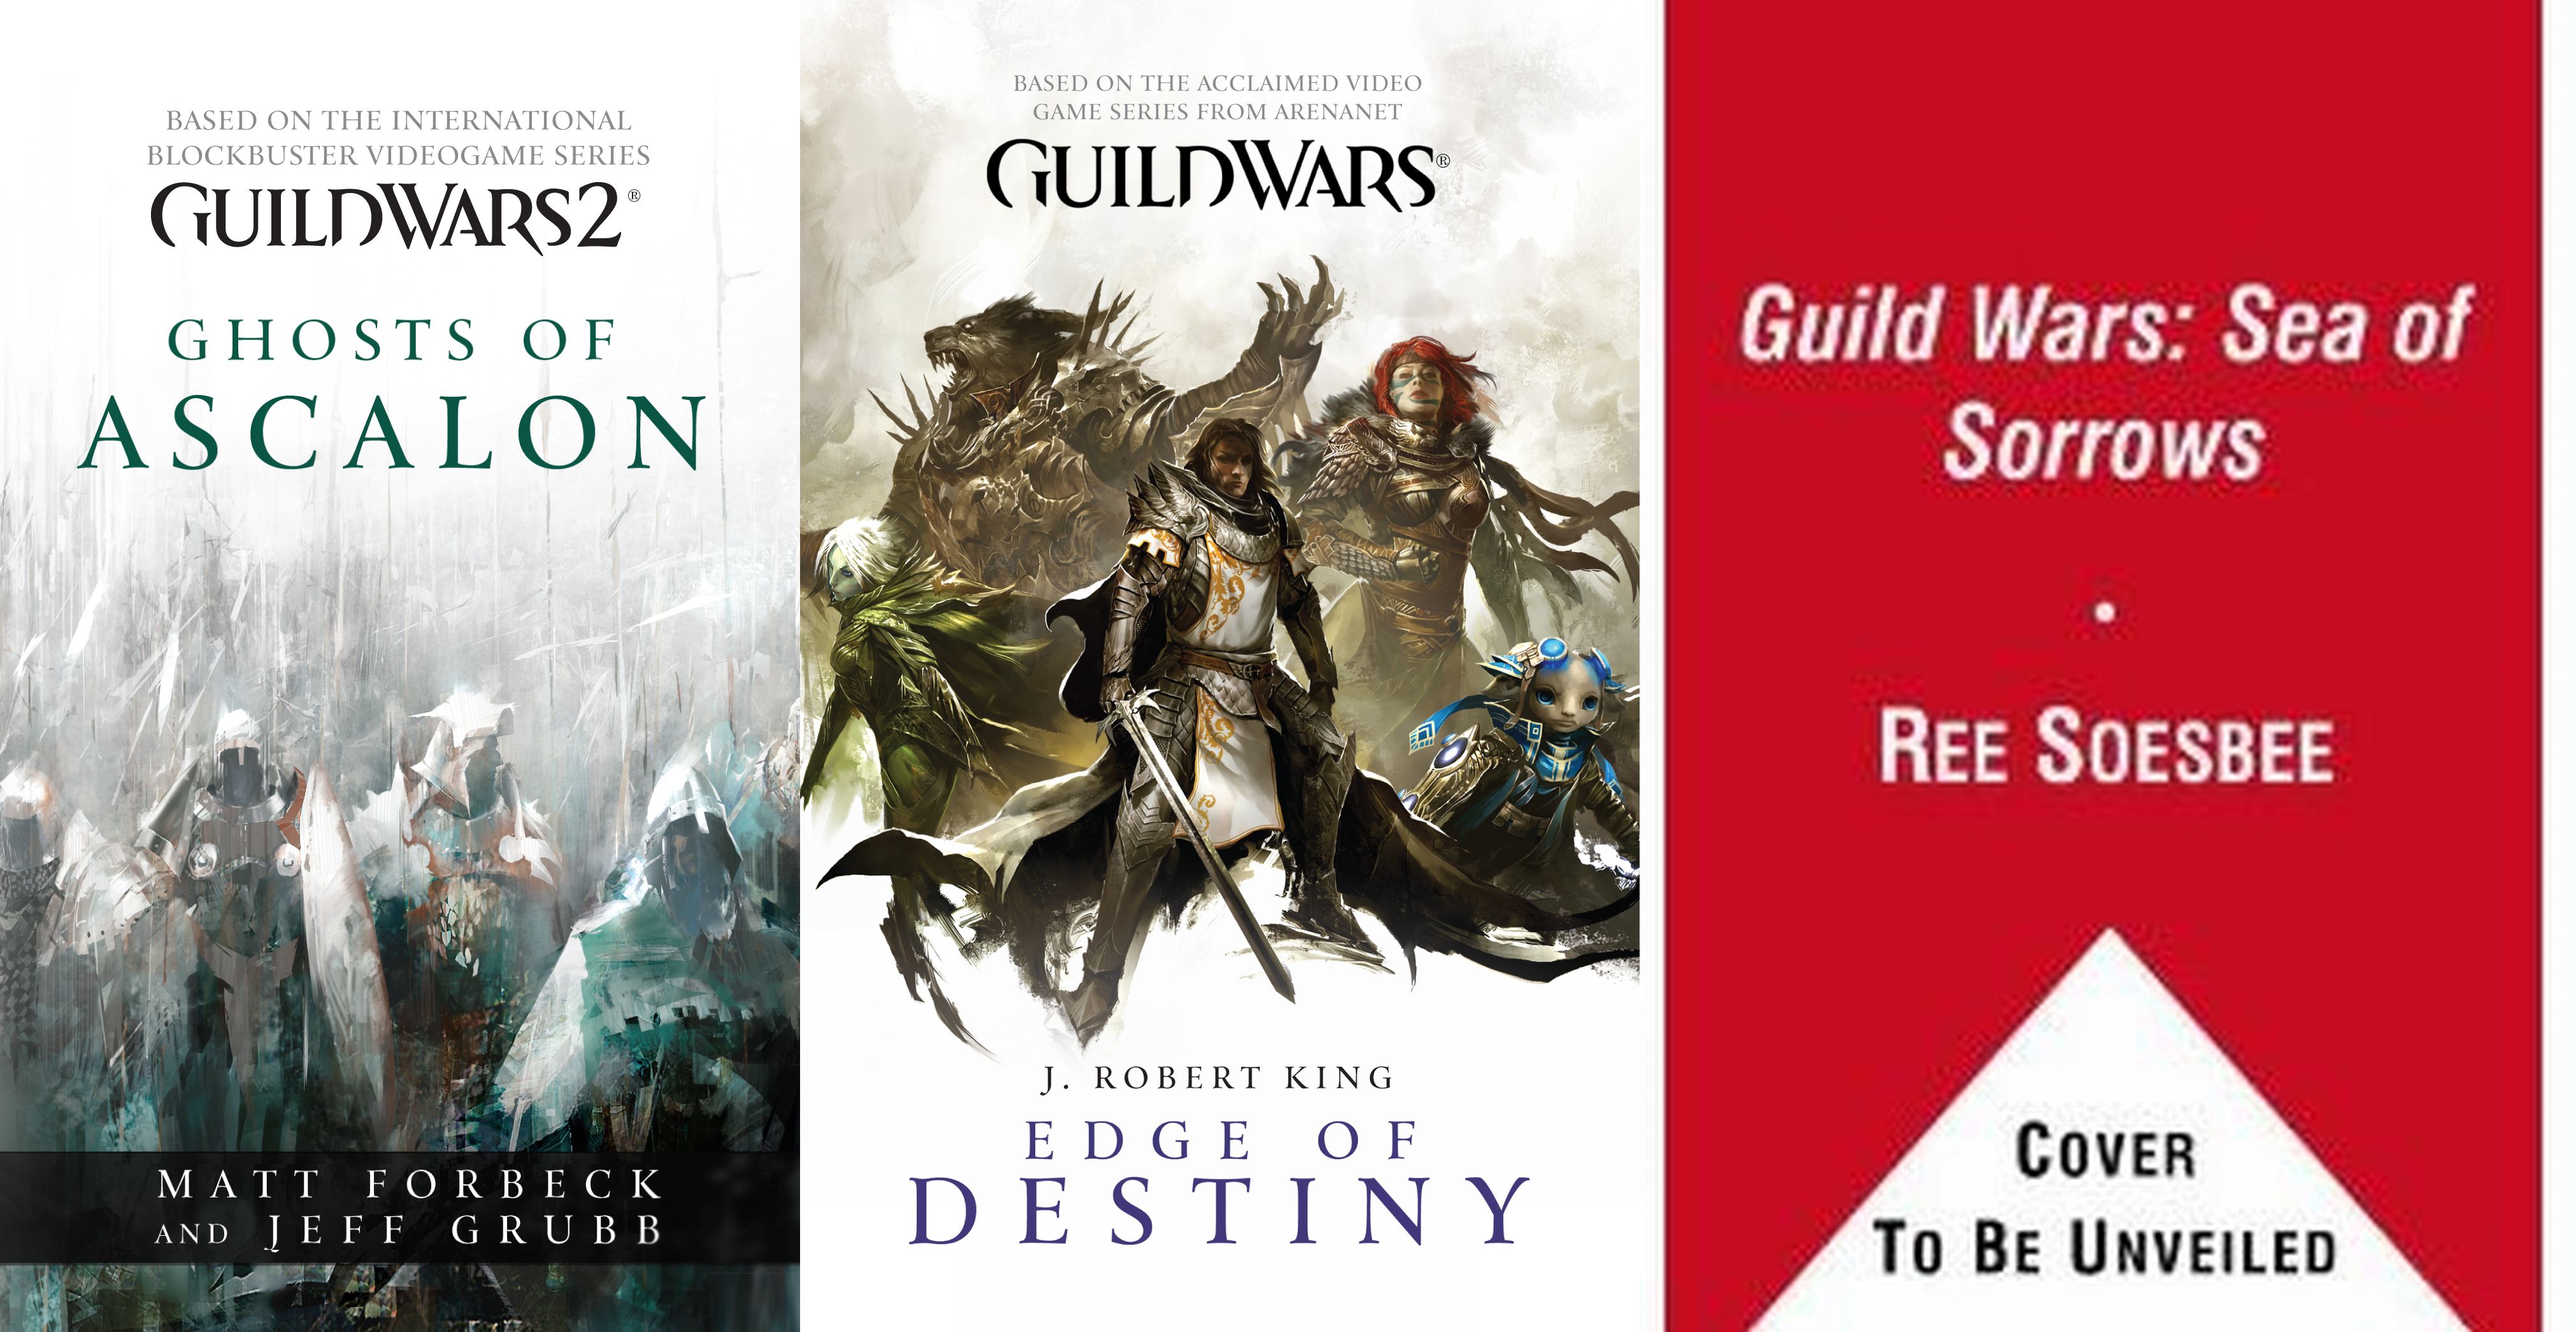 BASED ON THE INTERNATIONAL
BLOCKBUSTER VIDEOGAME SERIES
GUILDWARS2®
GHOSTS OF
ASCALON
MATT FORBECK
AND JEFF GRUBB
BASED ON THE ACCLAIMED VIDEO
GAME SERIES FROM ARENANET
GUILDWARS®
J. ROBERT KING
EDGE OF
DESTINY
Guild Wars: Sea of
Sorrows
•
REE SOESBEE
COVER
TO BE UNVEILED